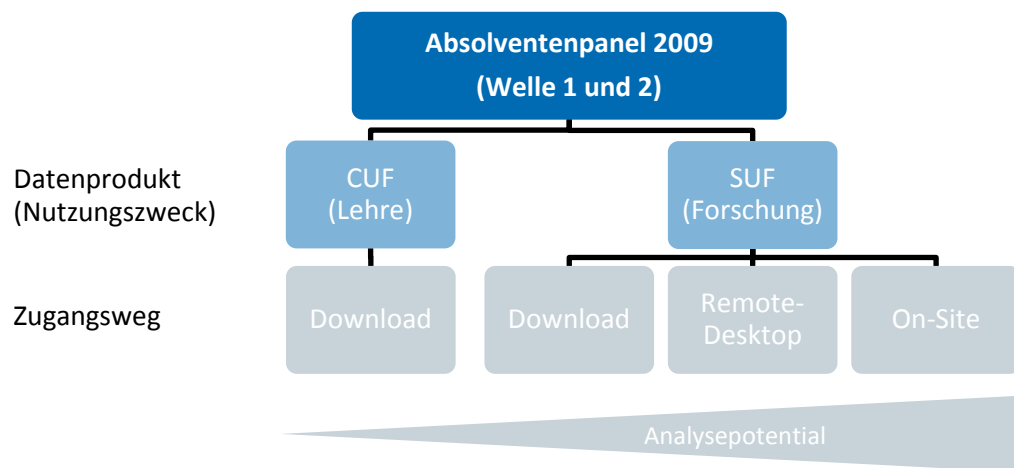 Absolventenpanel 2009
(Welle 1 und 2)
Datenprodukt
(Nutzungszweck)
CUF
(Lehre)
SUF
(Forschung)
Zugangsweg
Download
Download
Remote-
Desktop
On-Site
Analysepotential